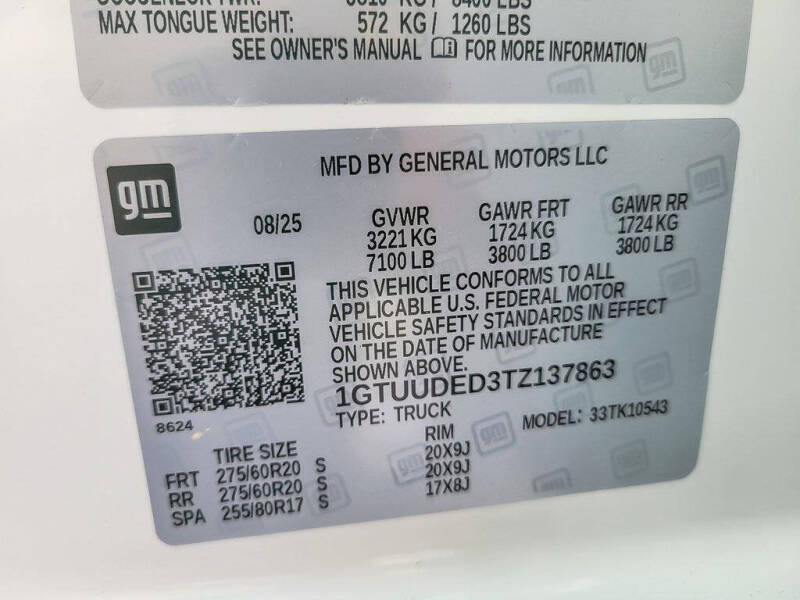 MAX TONGUE WEIGHT: 572 KG / 1260 LBS
SEE OWNER'S MANUAL FOR MORE INFORMATION
gm
MFD BY GENERAL MOTORS LLC
08/25 GVWR GAWR FRT GAWR RR
3221 KG 1724 KG 1724 KG
7100 LB 3800 LB 3800 LB
THIS VEHICLE CONFORMS TO ALL
APPLICABLE U.S. FEDERAL MOTOR
VEHICLE SAFETY STANDARDS IN EFFECT
ON THE DATE OF MANUFACTURE
SHOWN ABOVE.
1GTUUDED3TZ137863
8624
TYPE: TRUCK MODEL: 33TK10543
TIRE SIZE RIM
FRT 275/60R20 S 20X9J
RR 275/60R20 S 20X9J
SPA 255/80R17 S 17X8J